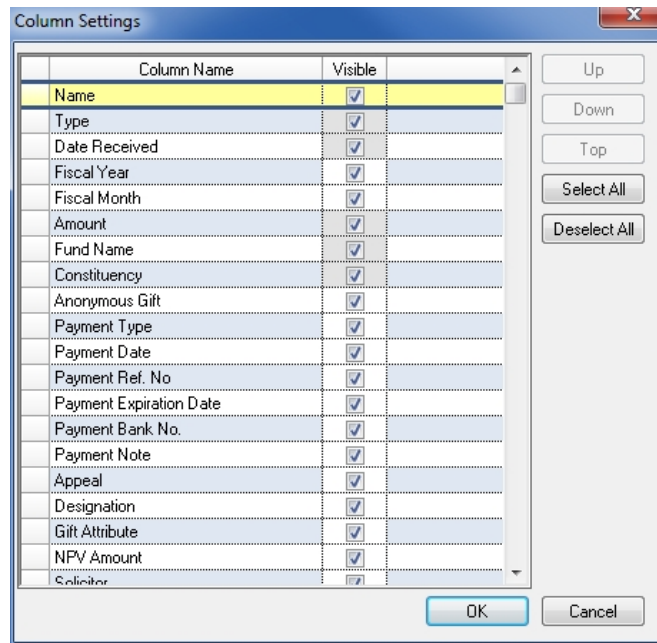 Column Settings
X
Column Name Visible
Name
Type
Date Received
Fiscal Year
Fiscal Month
Amount
Fund Name
Constituency
Anonymous Gift
Payment Type
Payment Date
Payment Ref. No
Payment Expiration Date
Payment Bank No.
Payment Note
Appeal
Designation
Gift Attribute
NPV Amount
Solicitor
Up
Down
Top
Select All
Deselect All
OK Cancel